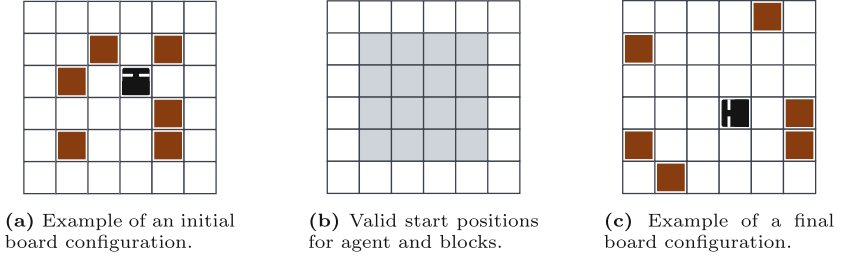 (a) Example of an initial
board configuration.
(b) Valid start positions
for agent and blocks.
(c) Example of a final
board configuration.